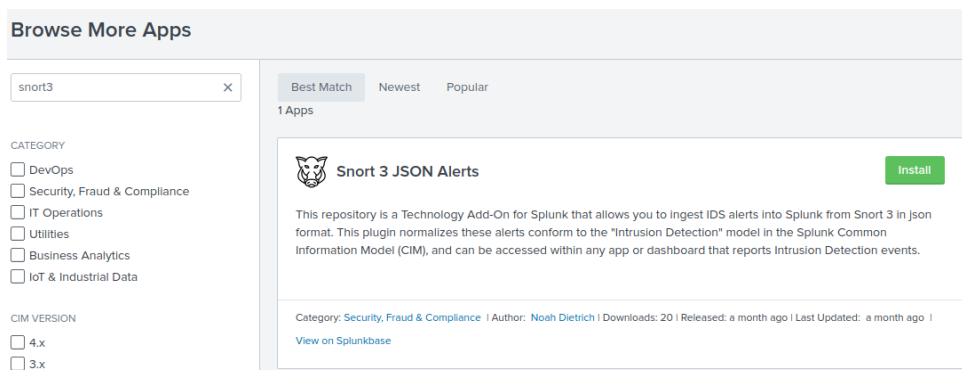 Browse More Apps
snort3
CATEGORY
DevOps
Security, Fraud & Compliance
IT Operations
Utilities
Business Analytics
IoT & Industrial Data
CIM VERSION
4.x
3.x
Best Match Newest Popular
1 Apps
Snort 3 JSON Alerts
Install
This repository is a Technology Add-On for Splunk that allows you to ingest IDS alerts into Splunk from Snort 3 in json
format. This plugin normalizes these alerts conform to the "Intrusion Detection" model in the Splunk Common
Information Model (CIM), and can be accessed within any app or dashboard that reports Intrusion Detection events.
Category: Security, Fraud & Compliance | Author: Noah Dietrich | Downloads: 20 | Released: a month ago | Last Updated: a month ago |
View on Splunkbase